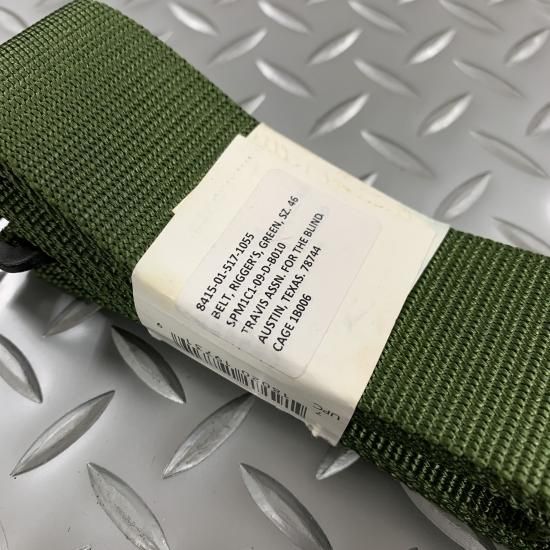 8415-01-517-1055
BELT, RIGGER'S, GREEN, SZ. 46
SPM1C1-09-D-B010
TRAVIS ASSN. FOR THE BLIND.
AUSTIN, TEXAS. 78744
CAGE 1B006